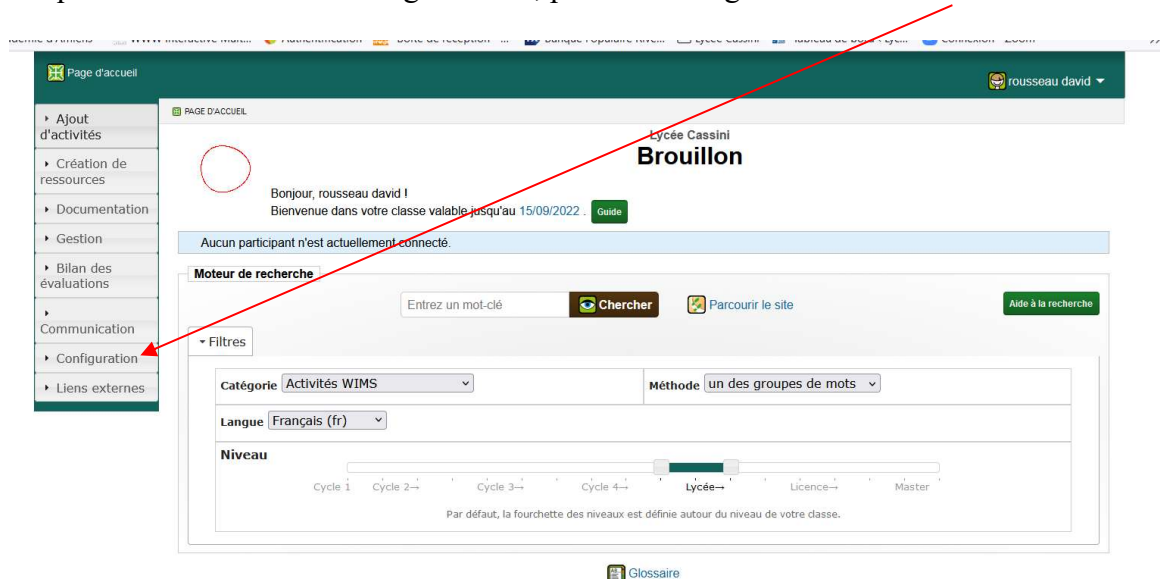 Page d'accueil
rousseau david
PAGE D'ACCUEIL
Ajout d'activités
Création de ressources
Documentation
Gestion
Bilan des évaluations
Communication
Configuration
Liens externes
Lycée Cassini
Brouillon
Bonjour, rousseau david !
Bienvenue dans votre classe valable jusqu'au 15/09/2022 . Guide
Aucun participant n'est actuellement connecté.
Moteur de recherche
Entrez un mot-clé Chercher Parcourir le site Aide à la recherche
Filtres
Catégorie Activités WIMS Méthode un des groupes de mots
Langue Français (fr)
Niveau
Cycle 1 Cycle 2→ Cycle 3→ Cycle 4→ Lycée→ Licence→ Master
Par défaut, la fourchette des niveaux est définie autour du niveau de votre classe.
Glossaire